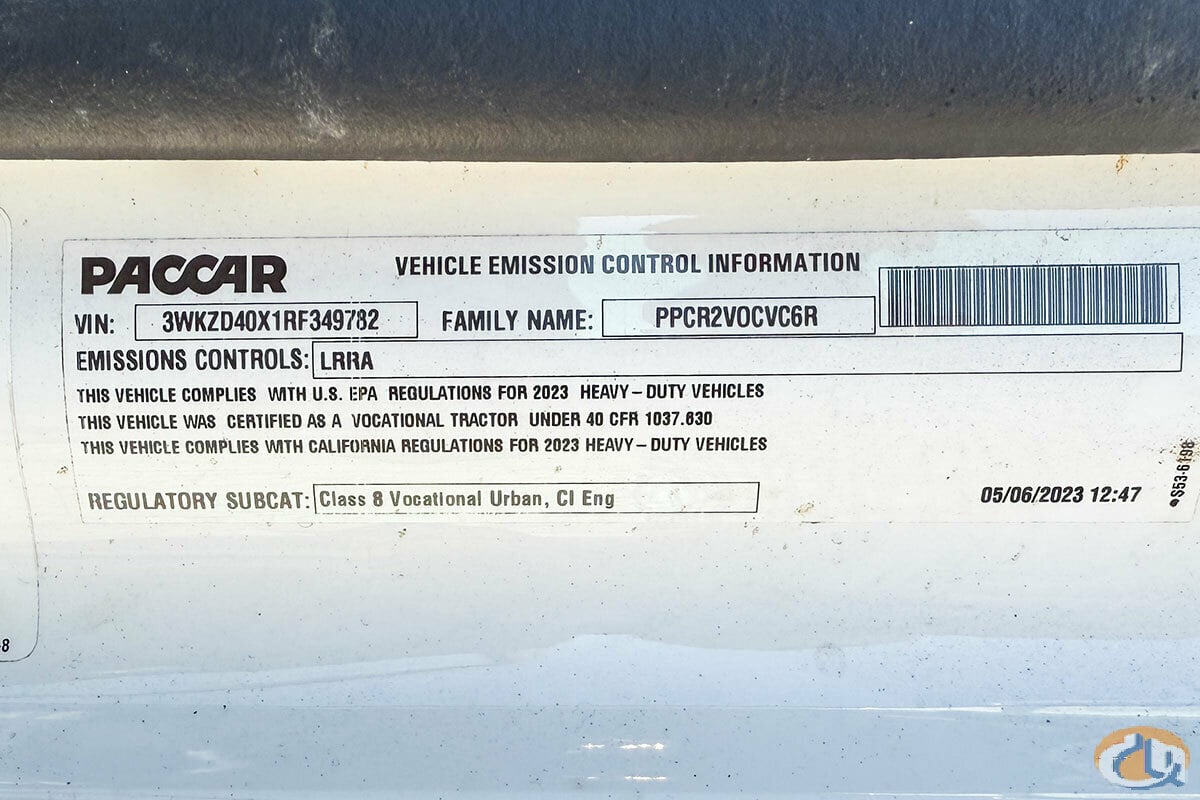 PACCAR
VEHICLE EMISSION CONTROL INFORMATION
VIN: 3WKZD40X1RF349782 FAMILY NAME: PPCR2VOCVC6R
EMISSIONS CONTROLS: LRRA
THIS VEHICLE COMPLIES WITH U.S. EPA REGULATIONS FOR 2023 HEAVY-DUTY VEHICLES
THIS VEHICLE WAS CERTIFIED AS A VOCATIONAL TRACTOR UNDER 40 CFR 1037.630
THIS VEHICLE COMPLIES WITH CALIFORNIA REGULATIONS FOR 2023 HEAVY-DUTY VEHICLES
REGULATORY SUBCAT: Class 8 Vocational Urban, CI Eng
05/06/2023 12:47
S53-6198
-8